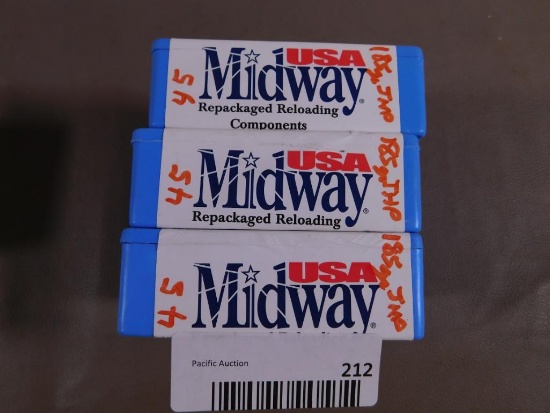 45
USA
Midway®
Repackaged Reloading
Components
185gr JHP
45
USA
Midway®
Repackaged Reloading
185gr JHP
45
USA
Midway®
Reloading
185gr JHP
Pacific Auction
212